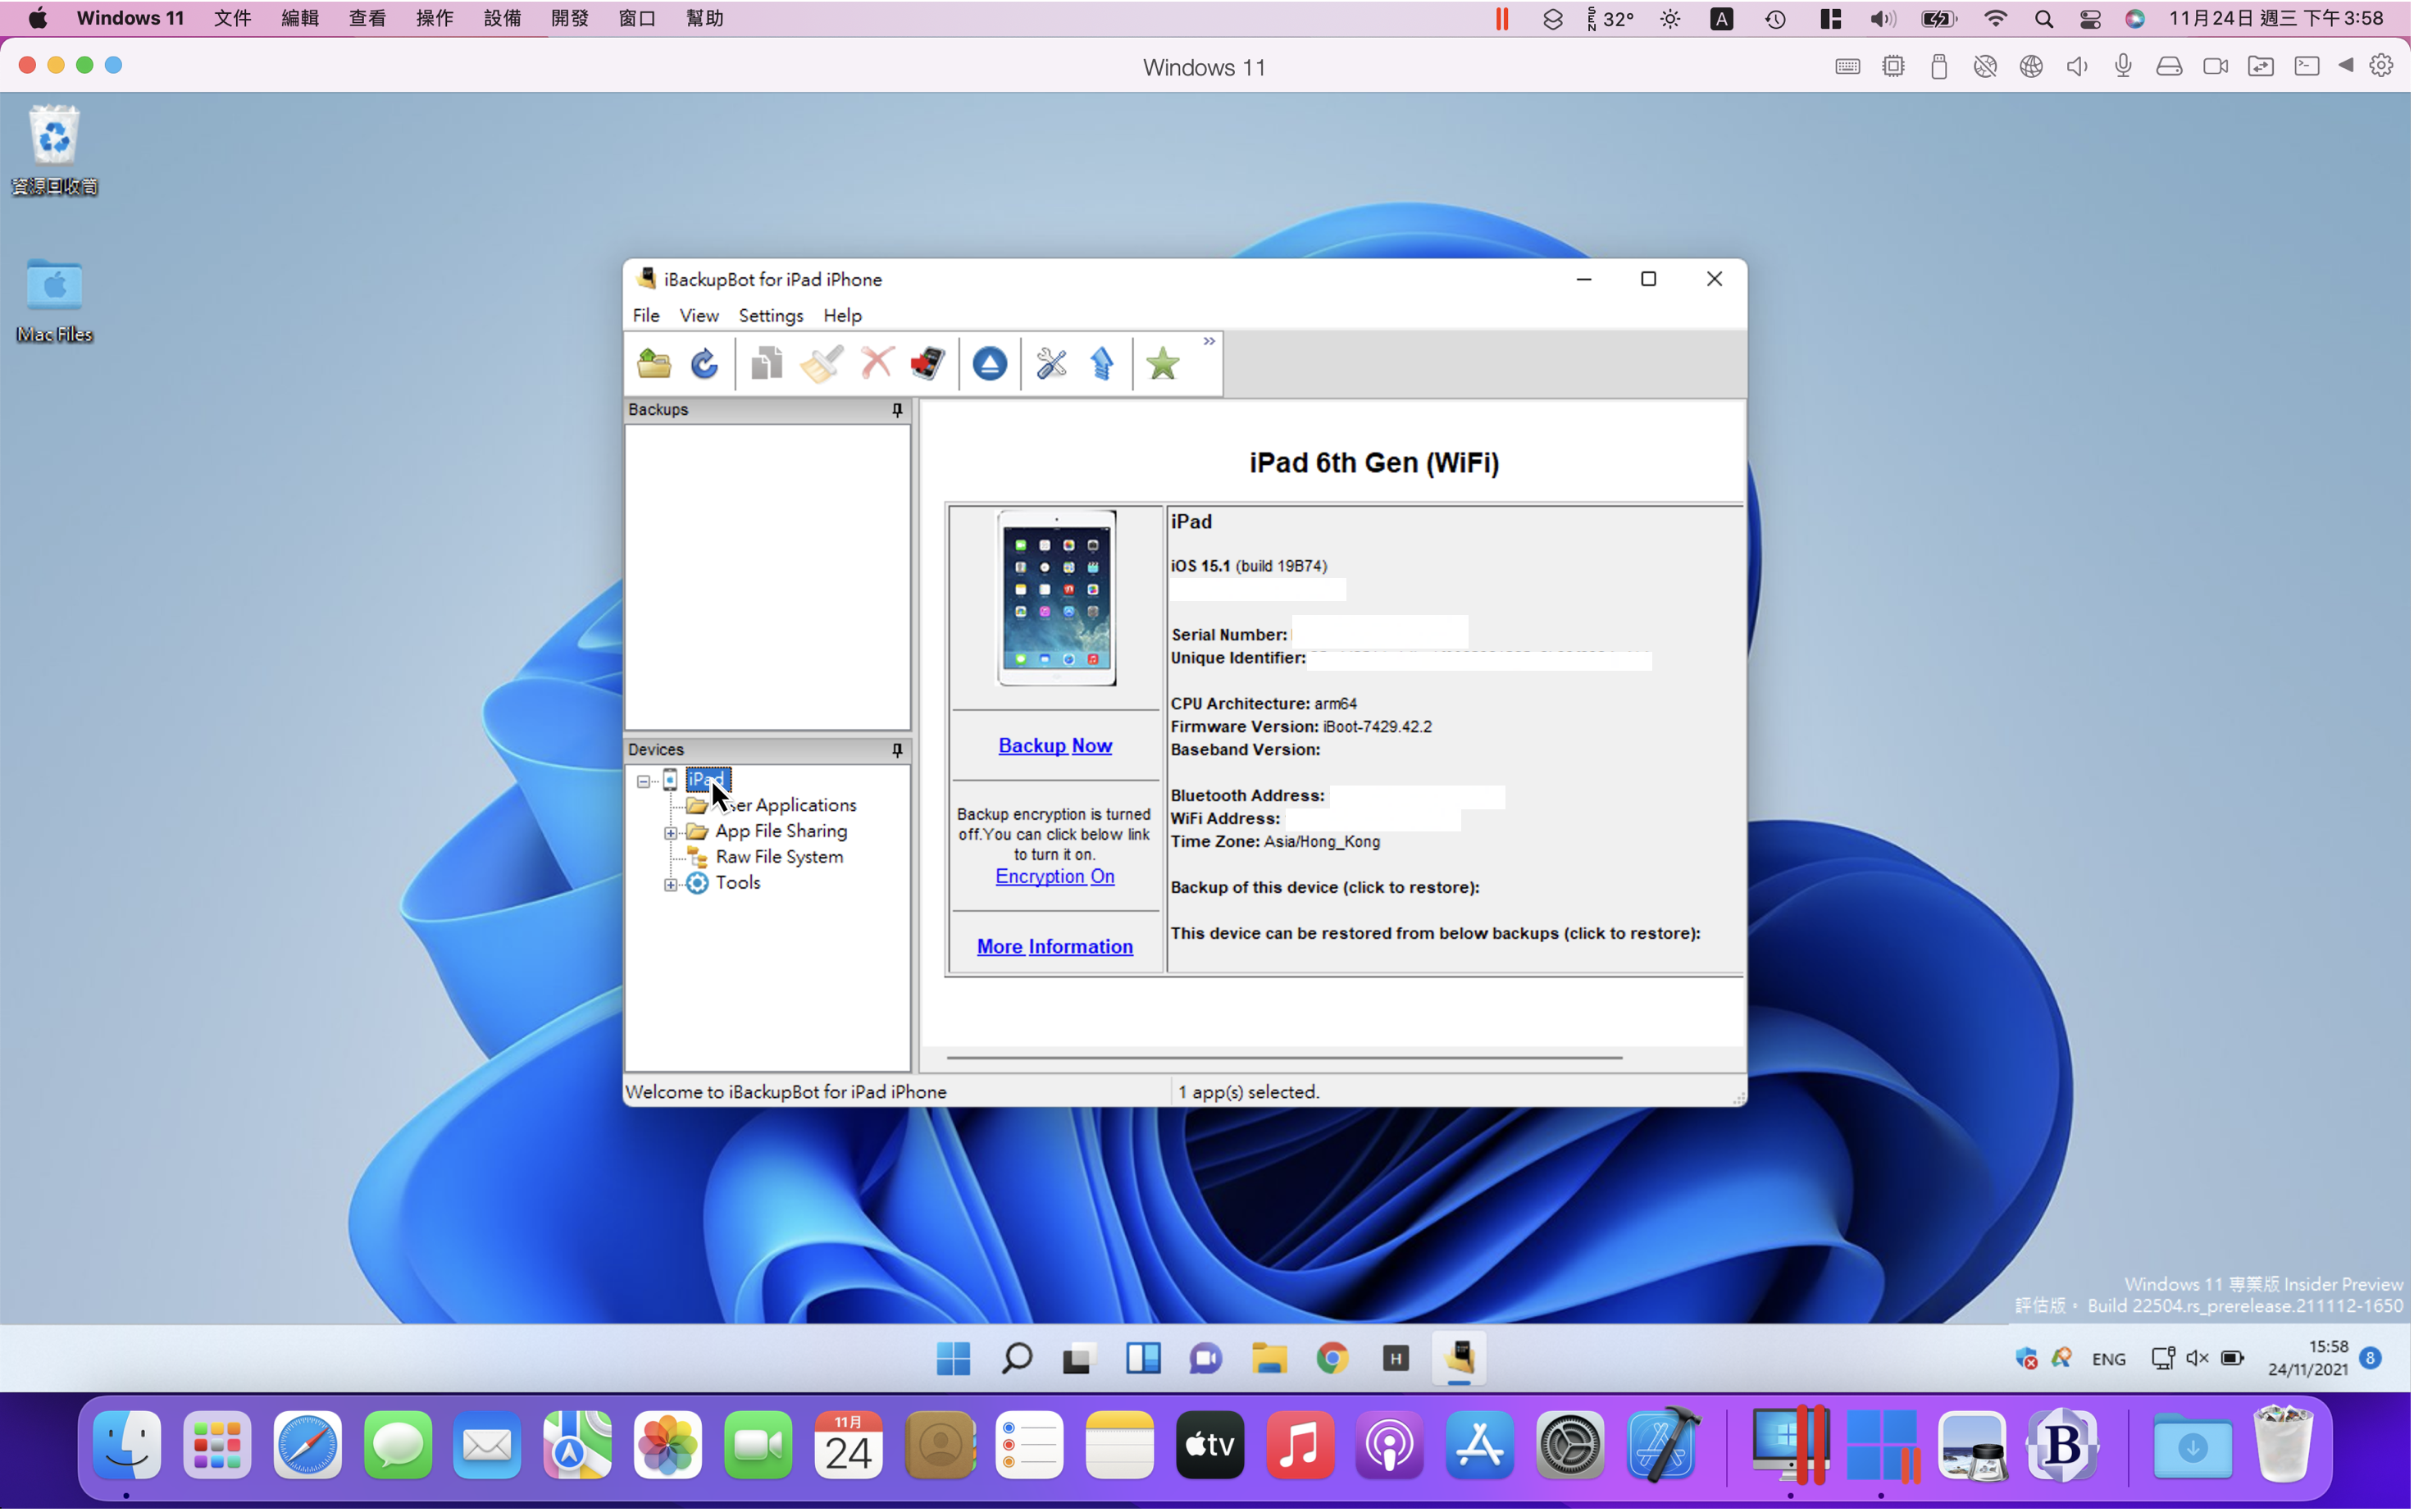 Windows 11 文件 編輯 查看 操作 設備 開發 窗口 幫助 SEN 32° A 11月24日 週三 下午3:58
Windows 11
資源回收筒
Mac Files
iBackupBot for iPad iPhone
File View Settings Help
»
Backups
iPad 6th Gen (WiFi)
iPad
iOS 15.1 (build 19B74)
Serial Number:
Unique Identifier:
CPU Architecture: arm64
Firmware Version: iBoot-7429.42.2
Baseband Version:
Bluetooth Address:
WiFi Address:
Time Zone: Asia/Hong_Kong
Backup of this device (click to restore):
This device can be restored from below backups (click to restore):
Backup Now
Backup encryption is turned
off.You can click below link
to turn it on.
Encryption On
More Information
Devices
iPad
User Applications
App File Sharing
Raw File System
Tools
Welcome to iBackupBot for iPad iPhone
1 app(s) selected.
Windows 11 專業版 Insider Preview
評估版。 Build 22504.rs_prerelease.211112-1650
H
ENG
15:58
24/11/2021
8
11月
24
tv
B